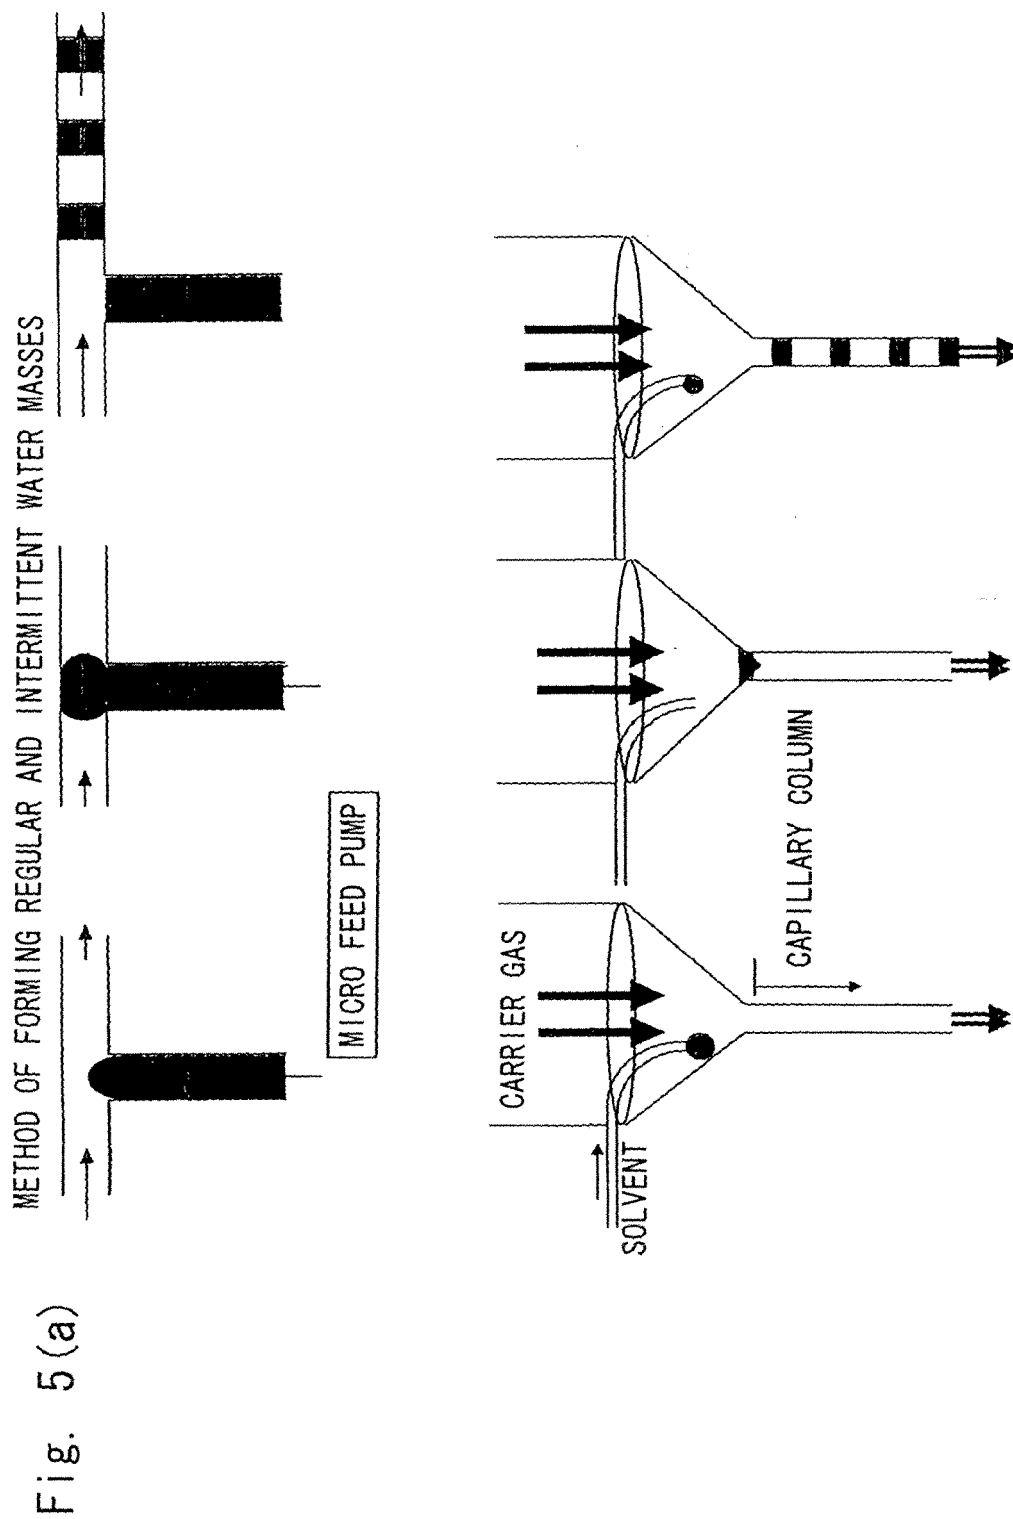 Fig. 5(a)
METHOD OF FORMING REGULAR AND INTERMITTENT WATER MASSES
MICRO FEED PUMP
CARRIER GAS
SOLVENT
CAPILLARY COLUMN